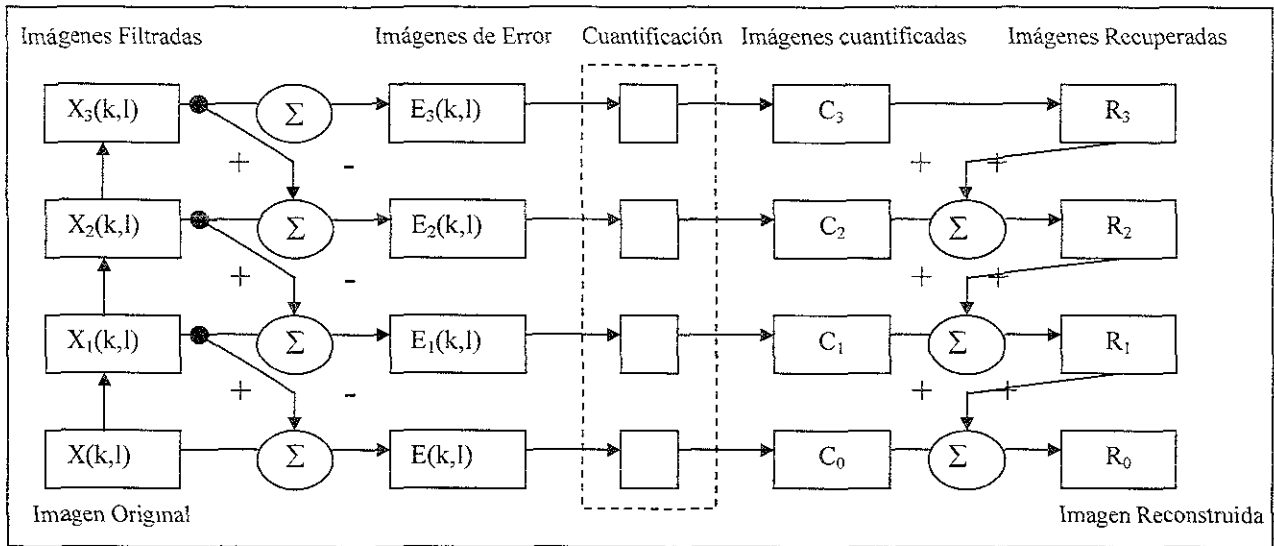 Imágenes Filtradas Imágenes de Error Cuantificación Imágenes cuantificadas Imágenes Recuperadas
X₃(k,l) Σ E₃(k,l) C₃ R₃
+ - + +
X₂(k,l) Σ E₂(k,l) C₂ Σ R₂
+ - + +
X₁(k,l) Σ E₁(k,l) C₁ Σ R₁
+ - + +
X(k,l) Σ E(k,l) C₀ Σ R₀
Imagen Original Imagen Reconstruida